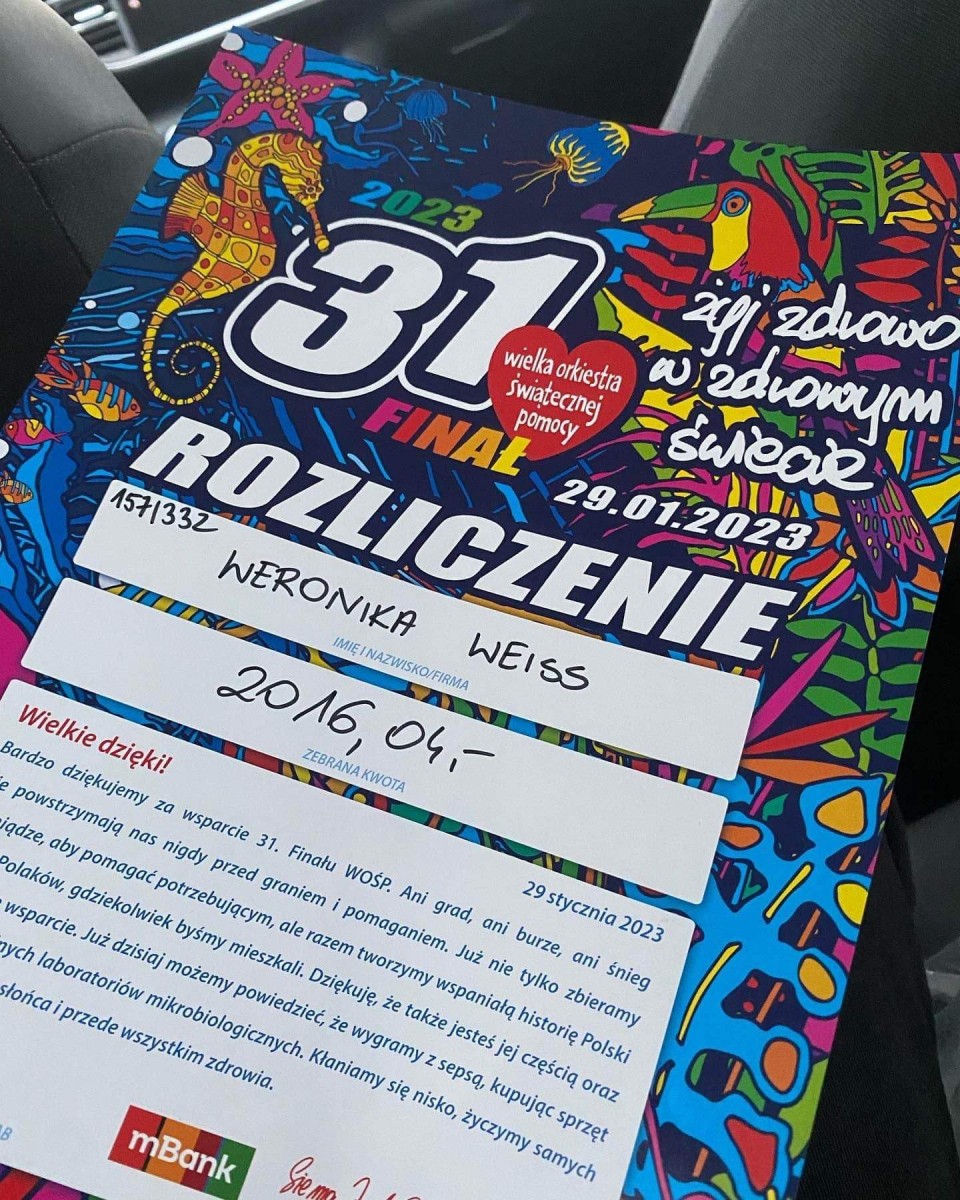 2023
31
FINAŁ
wielka orkiestra
świątecznej
pomocy
żyj zdrowo
w zdrowym
świecie
29.01.2023
ROZLICZENIE
157/332
WERONIKA WEISS
IMIĘ I NAZWISKO/FIRMA
2016,04,-
ZEBRANA KWOTA
Wielkie dzięki!
29 stycznia 2023
Bardzo dziękujemy za wsparcie 31. Finału WOŚP. Ani grad, ani burze, ani śnieg
powstrzymają nas nigdy przed graniem i pomaganiem. Już nie tylko zbieramy
aby pomagać potrzebującym, ale razem tworzymy wspaniałą historię Polski
Polaków, gdziekolwiek byśmy mieszkali. Dziękuję, że także jesteś jej częścią oraz
wsparcie. Już dzisiaj możemy powiedzieć, że wygramy z sepsą, kupując sprzęt
laboratoriów mikrobiologicznych. Kłaniamy się nisko, życzymy samych
słońca i przede wszystkim zdrowia.
mBank